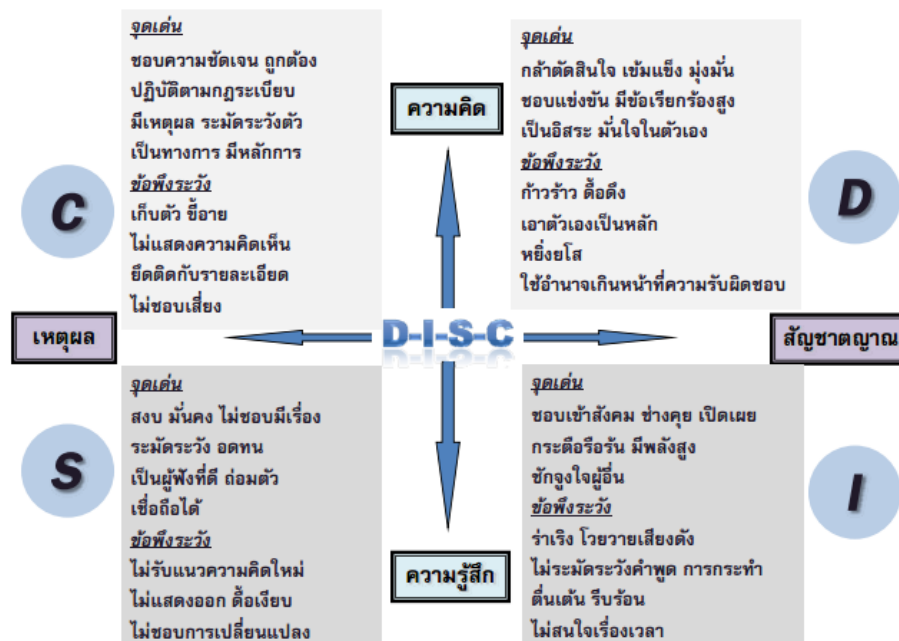 จุดเด่น
ชอบความชัดเจน ถูกต้อง
ปฏิบัติตามกฎระเบียบ
มีเหตุผล ระมัดระวังตัว
เป็นทางการ มีหลักการ
ข้อพึงระวัง
เก็บตัว ขี้อาย
ไม่แสดงความคิดเห็น
ยึดติดกับรายละเอียด
ไม่ชอบเสี่ยง
C
ความคิด
จุดเด่น
กล้าตัดสินใจ เข้มแข็ง มุ่งมั่น
ชอบแข่งขัน มีข้อเรียกร้องสูง
เป็นอิสระ มั่นใจในตัวเอง
ข้อพึงระวัง
ก้าวร้าว ดื้อดึง
เอาตัวเองเป็นหลัก
หยิ่งยโส
ใช้อำนาจเกินหน้าที่ความรับผิดชอบ
D
เหตุผล
D-I-S-C
สัญชาตญาณ
จุดเด่น
สงบ มั่นคง ไม่ชอบมีเรื่อง
ระมัดระวัง อดทน
เป็นผู้ฟังที่ดี ถ่อมตัว
เชื่อถือได้
ข้อพึงระวัง
ไม่รับแนวความคิดใหม่
ไม่แสดงออก ดื้อเงียบ
ไม่ชอบการเปลี่ยนแปลง
S
ความรู้สึก
จุดเด่น
ชอบเข้าสังคม ช่างคุย เปิดเผย
กระตือรือร้น มีพลังสูง
ชักจูงใจผู้อื่น
ข้อพึงระวัง
ร่าเริง โวยวายเสียงดัง
ไม่ระมัดระวังคำพูด การกระทำ
ตื่นเต้น รีบร้อน
ไม่สนใจเรื่องเวลา
I